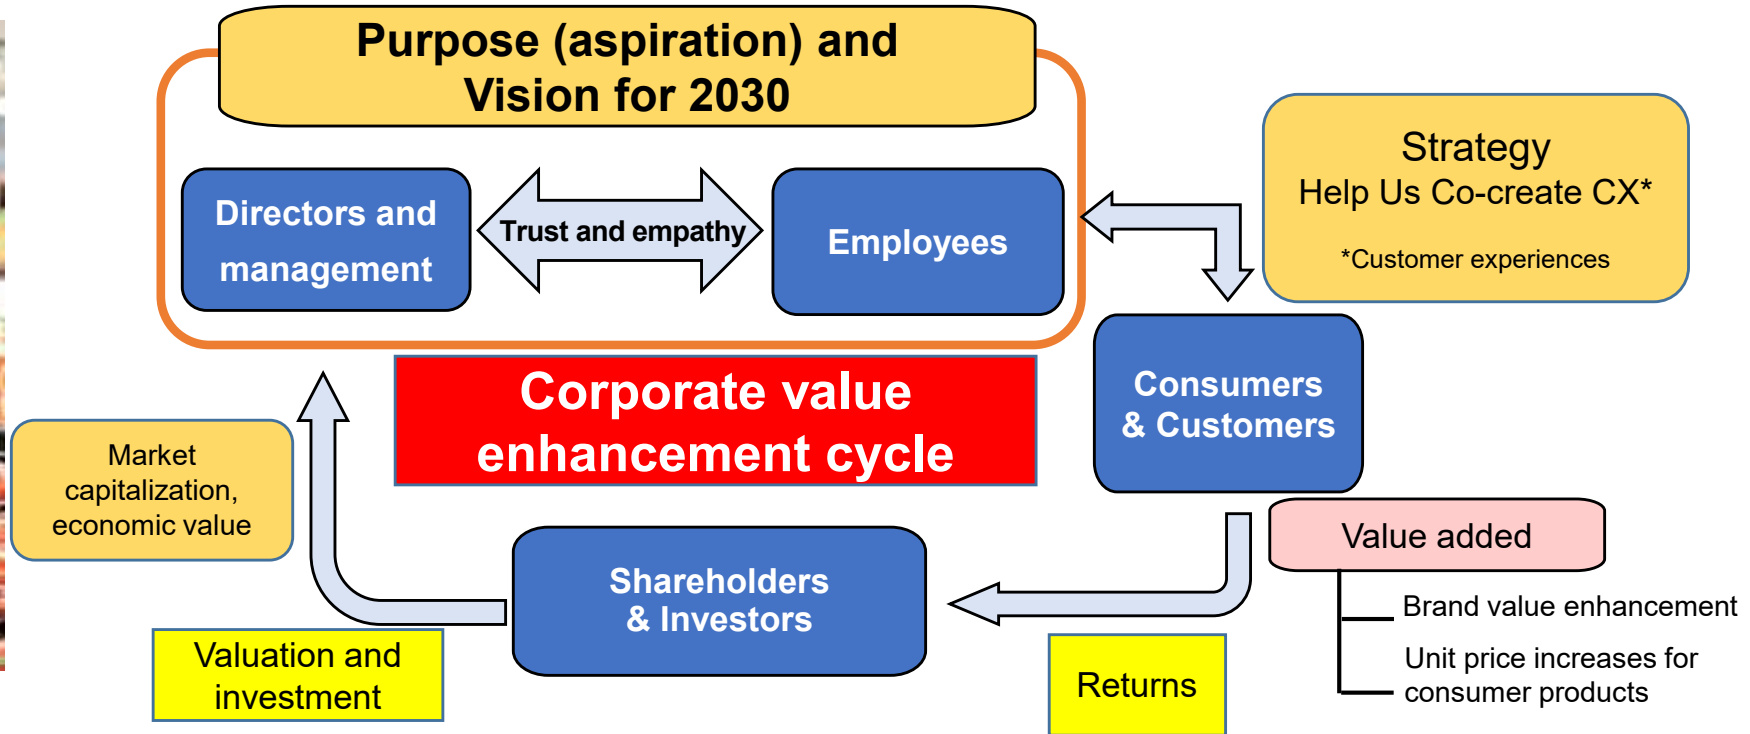 Purpose (aspiration) and
Vision for 2030
Directors and
management
Trust and empathy
Employees
Strategy
Help Us Co-create CX*
*Customer experiences
Corporate value
enhancement cycle
Consumers
& Customers
Market
capitalization,
economic value
Shareholders
& Investors
Value added
Brand value enhancement
Unit price increases for
consumer products
Valuation and
investment
Returns